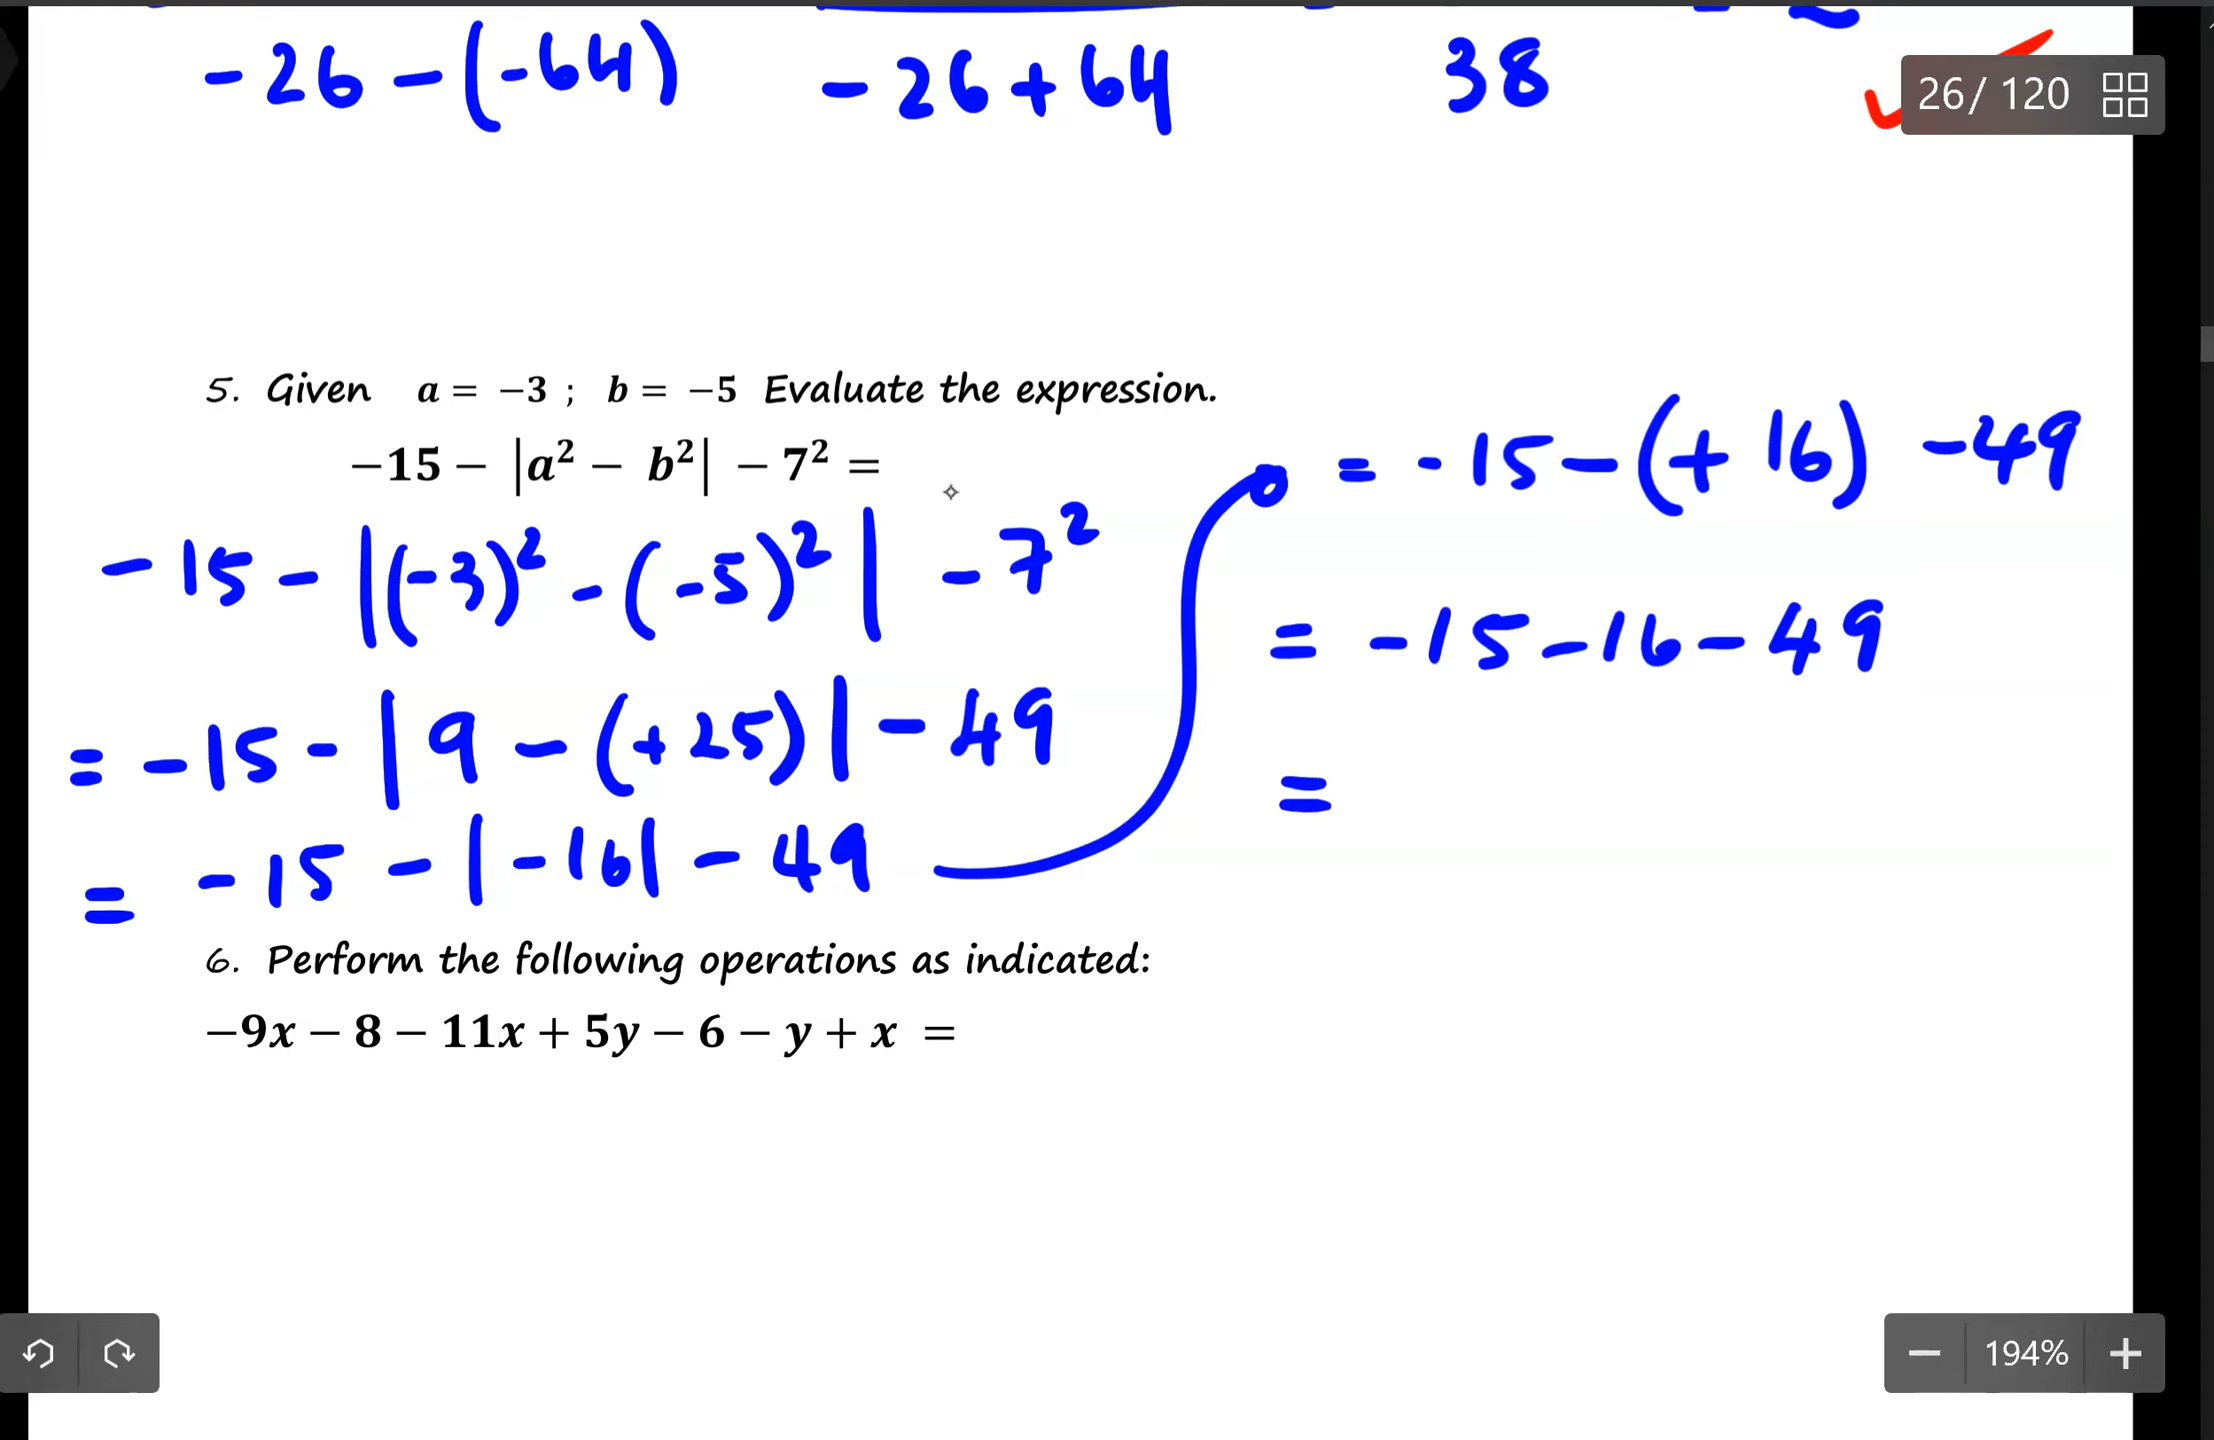 -26-(-64) -26+64 38
26/ 120
5. Given a = −3 ; b = −5 Evaluate the expression.
−15 − |a² − b²| − 7² =
-15-|(-3)²-(-5)²|-7²
=-15-|9-(+25)|-49
=-15-|-16|-49
=-15-(+16)-49
=-15-16-49
=
6. Perform the following operations as indicated:
−9x − 8 − 11x + 5y − 6 − y + x =
194%